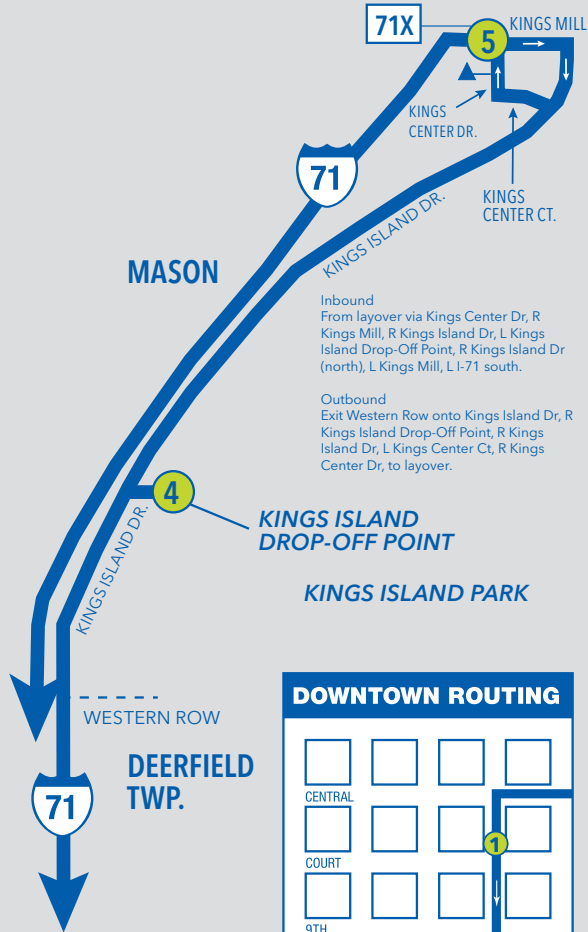 71X
5
KINGS MILL
KINGS
CENTER DR.
71
KINGS
CENTER CT.
KINGS ISLAND DR.
MASON
Inbound
From layover via Kings Center Dr, R
Kings Mill, R Kings Island Dr, L Kings
Island Drop-Off Point, R Kings Island Dr
(north), L Kings Mill, L I-71 south.
Outbound
Exit Western Row onto Kings Island Dr, R
Kings Island Drop-Off Point, R Kings
Island Dr, L Kings Center Ct, R Kings
Center Dr, to layover.
4
KINGS ISLAND
DROP-OFF POINT
KINGS ISLAND DR.
KINGS ISLAND PARK
WESTERN ROW
DEERFIELD
TWP.
71
DOWNTOWN ROUTING
CENTRAL
1
COURT
9TH